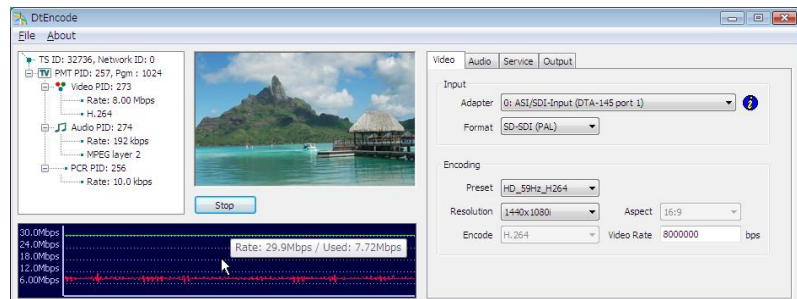 DtEncode
File About
TS ID: 32736, Network ID: 0
TV PMT PID: 257, Pgm : 1024
Video PID: 273
Rate: 8.00 Mbps
H.264
Audio PID: 274
Rate: 192 kbps
MPEG layer 2
PCR PID: 256
Rate: 10.0 kbps
Stop
30.0Mbps
24.0Mbps
18.0Mbps
12.0Mbps
6.00Mbps
Rate: 29.9Mbps / Used: 7.72Mbps
Video Audio Service Output
Input
Adapter 0: ASI/SDI-Input (DTA-145 port 1)
Format SD-SDI (PAL)
Encoding
Preset HD_59Hz_H264
Resolution 1440x1080i Aspect 16:9
Encode H.264 Video Rate 8000000 bps